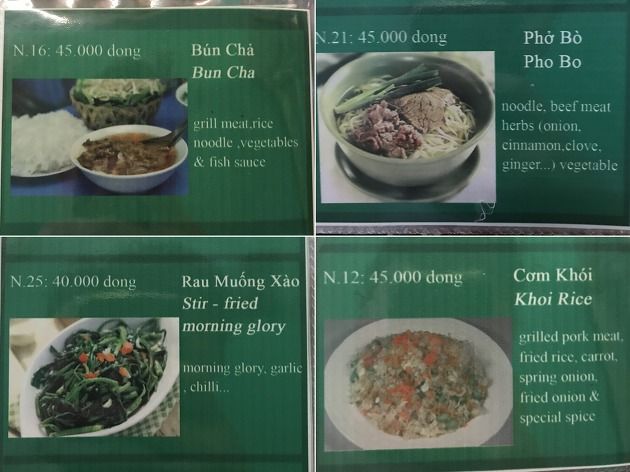 N.16: 45.000 dong
Bún Chả
Bun Cha
grill meat,rice
noodle ,vegetables
& fish sauce
N.21: 45.000 dong
Phở Bò
Pho Bo
noodle, beef meat
herbs (onion,
cinnamon,clove,
ginger...) vegetable
N.25: 40.000 dong
Rau Muống Xào
Stir - fried
morning glory
morning glory, garlic
, chilli...
N.12: 45.000 dong
Cơm Khói
Khoi Rice
grilled pork meat,
fried rice, carrot,
spring onion,
fried onion &
special spice